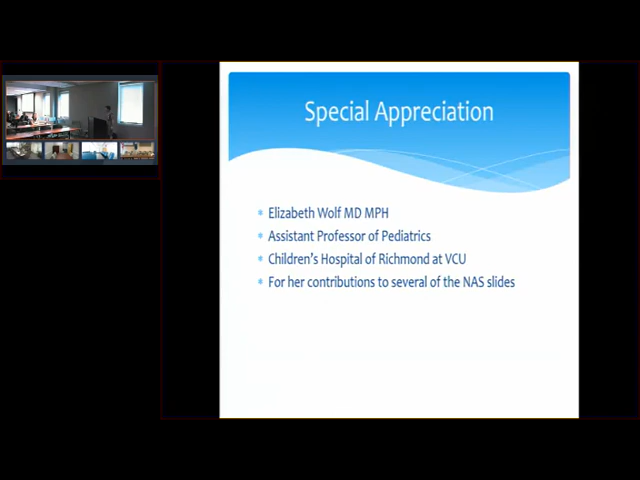 Special Appreciation
Elizabeth Wolf MD MPH
Assistant Professor of Pediatrics
Children's Hospital of Richmond at VCU
For her contributions to several of the NAS slides